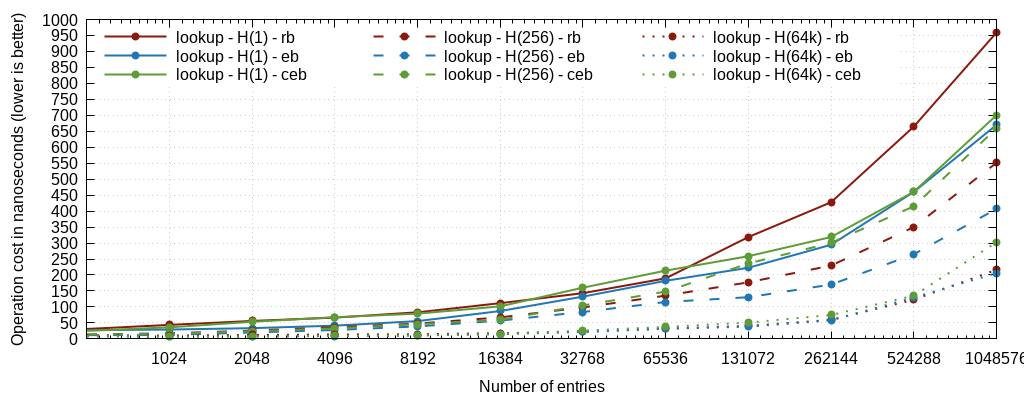 Operation cost in nanoseconds (lower is better)
1000
950
900
850
800
750
700
650
600
550
500
450
400
350
300
250
200
150
100
50
0
lookup - H(1) - rb
lookup - H(1) - eb
lookup - H(1) - ceb
lookup - H(256) - rb
lookup - H(256) - eb
lookup - H(256) - ceb
lookup - H(64k) - rb
lookup - H(64k) - eb
lookup - H(64k) - ceb
1024 2048 4096 8192 16384 32768 65536 131072 262144 524288 1048576
Number of entries